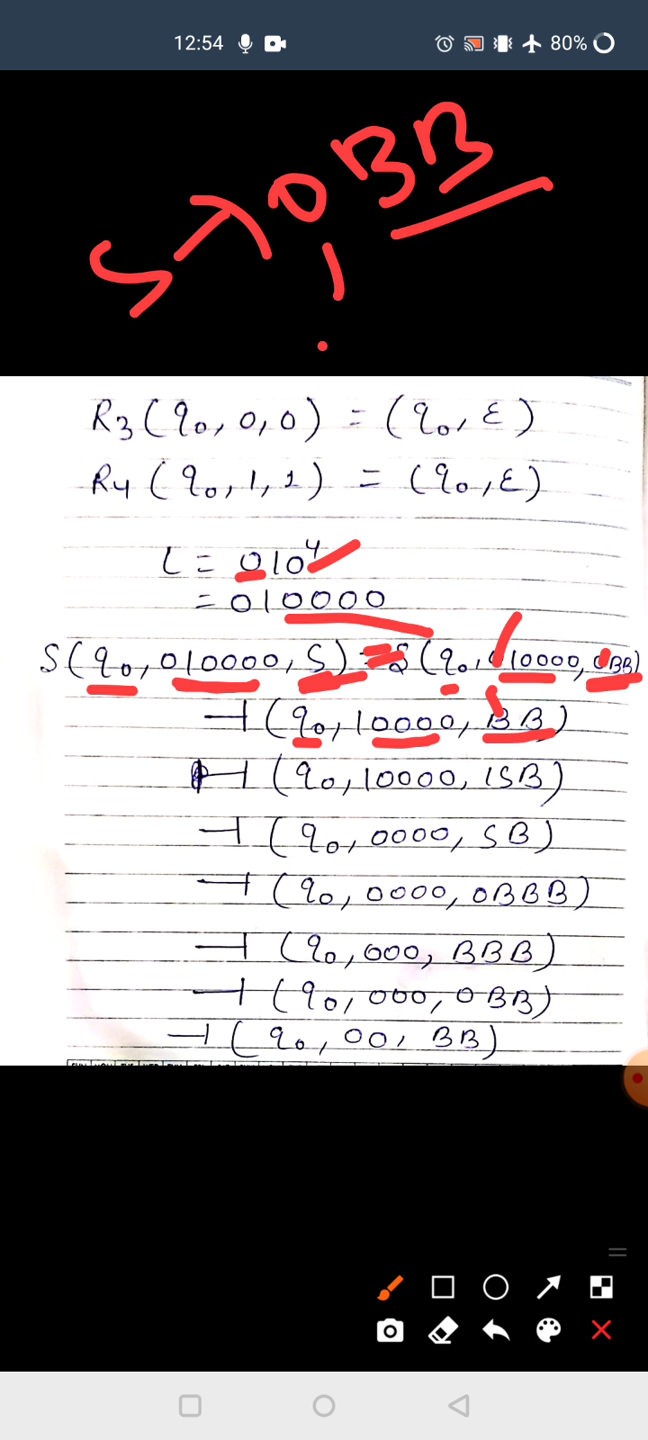 12:54
80%
S → 0BB
R3 (q0, 0, 0) = (q0, ε)
R4 (q0, 1, 1) = (q0, ε)
L = 010⁴
= 010000
δ(q0, 010000, S) = δ(q0, 010000, 0BB)
⊣ (q0, 10000, BB)
⊣ (q0, 10000, 1SB)
⊣ (q0, 0000, SB)
⊣ (q0, 0000, 0BBB)
⊣ (q0, 000, BBB)
⊣ (q0, 000, 0BB)
⊣ (q0, 00, BB)